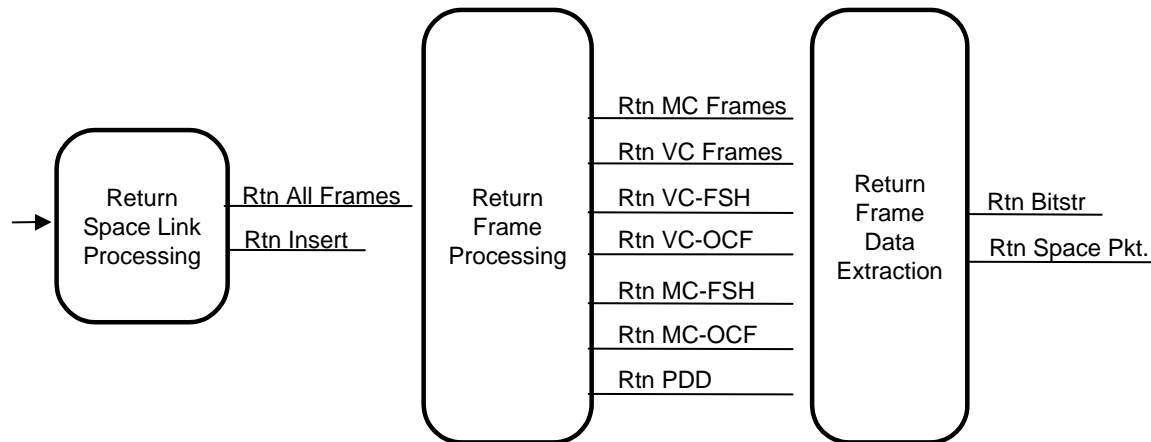 Return
Space Link
Processing
Rtn All Frames
Rtn Insert
Return
Frame
Processing
Rtn MC Frames
Rtn VC Frames
Rtn VC-FSH
Rtn VC-OCF
Rtn MC-FSH
Rtn MC-OCF
Rtn PDD
Return
Frame
Data
Extraction
Rtn Bitstr
Rtn Space Pkt.